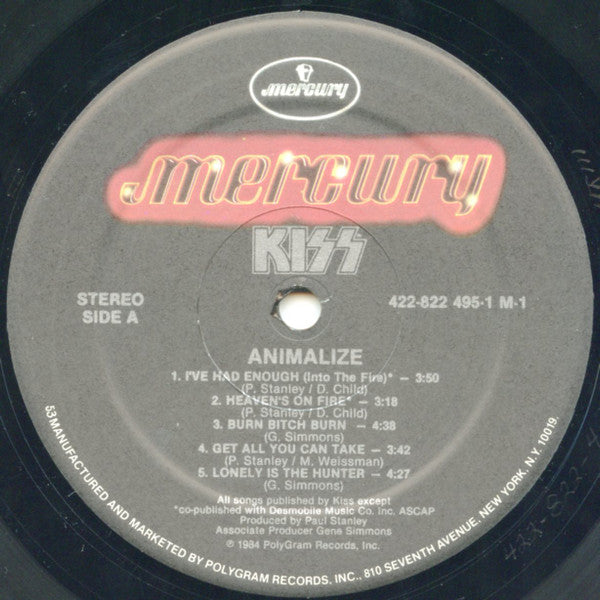 mercury
mercury
KISS
STEREO
SIDE A
422-822 495-1 M-1
ANIMALIZE
1. I'VE HAD ENOUGH (Into The Fire)* – 3:50
(P. Stanley / D. Child)
2. HEAVEN'S ON FIRE* – 3:18
(P. Stanley / D. Child)
3. BURN BITCH BURN – 4:38
(G. Simmons)
4. GET ALL YOU CAN TAKE – 3:42
(P. Stanley / M. Weissman)
5. LONELY IS THE HUNTER – 4:27
(G. Simmons)
All songs published by Kiss except
*co-published with Desmobile Music Co. Inc. ASCAP
Produced by Paul Stanley
Associate Producer Gene Simmons
℗ 1984 PolyGram Records, Inc.
53 MANUFACTURED AND MARKETED BY POLYGRAM RECORDS, INC., 810 SEVENTH AVENUE, NEW YORK, N.Y. 10019.